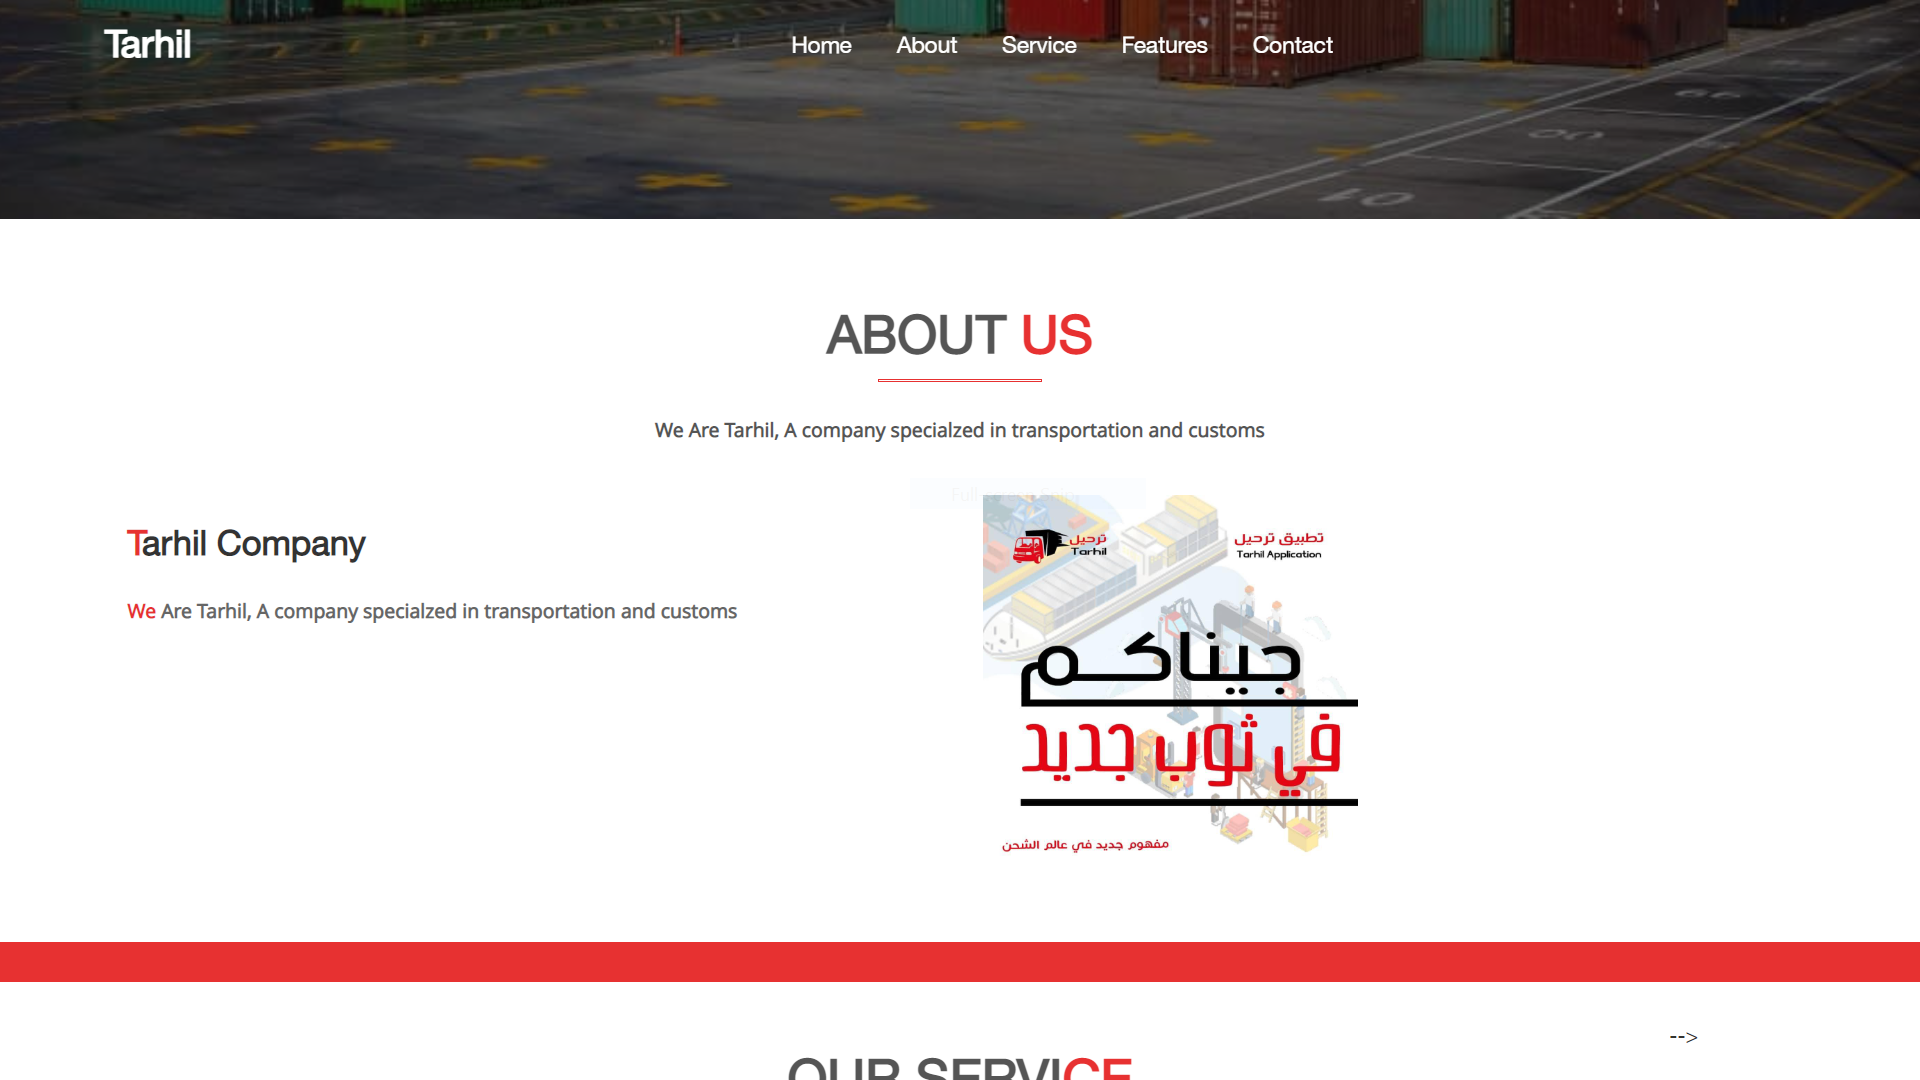 Tarhil
Home
About
Service
Features
Contact
ABOUT US
We Are Tarhil, A company specialzed in transportation and customs
Tarhil Company
We Are Tarhil, A company specialzed in transportation and customs
ترحيل
Tarhil
تطبيق ترحيل
Tarhil Application
جيناكم
في ثوب جديد
مفهوم جديد في عالم الشحن
-->
OUR SERVICE